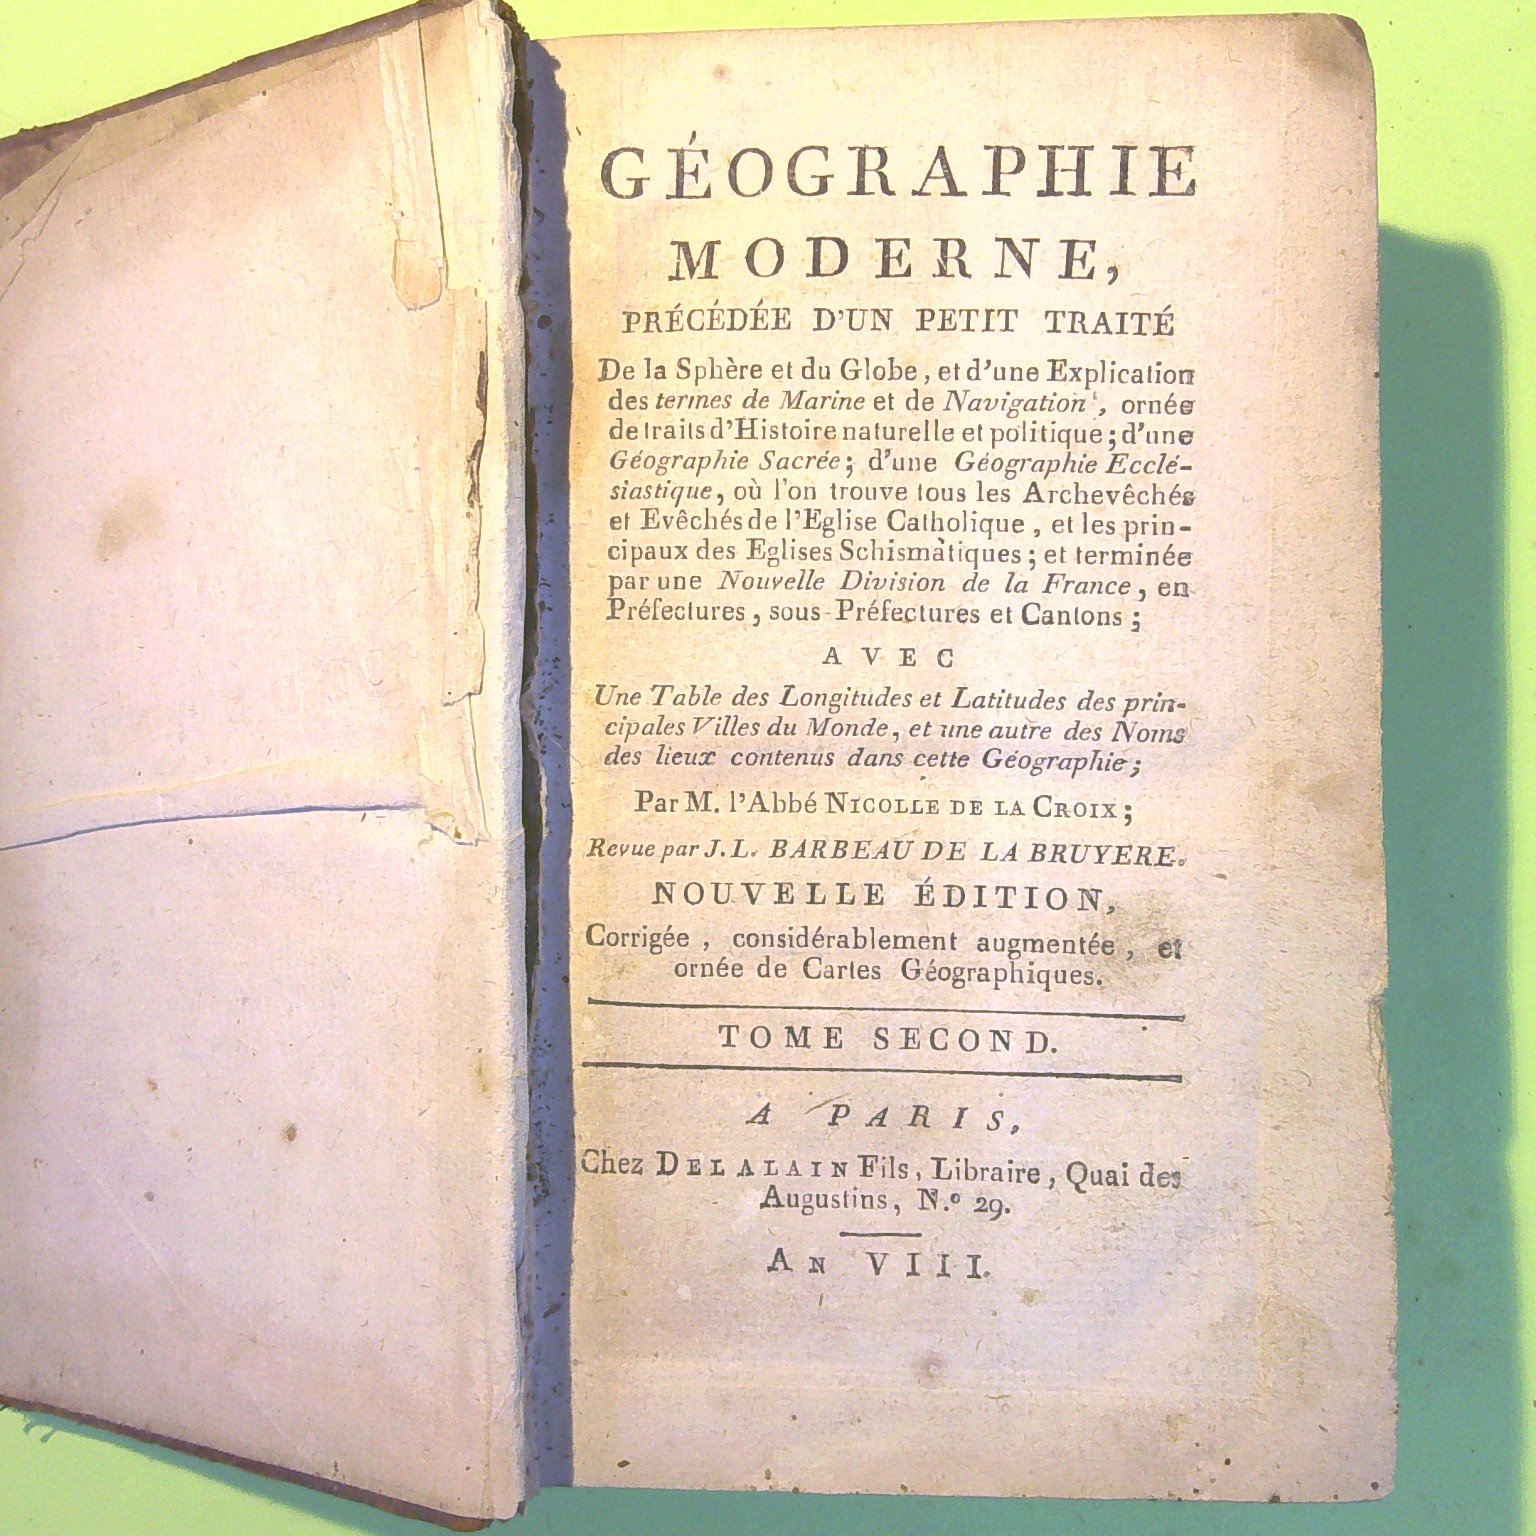 GÉOGRAPHIE
MODERNE,
PRÉCÉDÉE D'UN PETIT TRAITÉ
De la Sphère et du Globe, et d'une Explication
des termes de Marine et de Navigation, ornée
de traits d'Histoire naturelle et politique; d'une
Géographie Sacrée; d'une Géographie Ecclé-
siastique, où l'on trouve tous les Archevêchés
et Evêchés de l'Eglise Catholique, et les prin-
cipaux des Eglises Schismàtiques; et terminée
par une Nouvelle Division de la France, en
Préfectures, sous-Préfectures et Cantons;
AVEC
Une Table des Longitudes et Latitudes des prin-
cipales Villes du Monde, et une autre des Noms
des lieux contenus dans cette Géographie;
Par M. l'Abbé NICOLLE DE LA CROIX;
Revue par J. L. BARBEAU DE LA BRUYERE.
NOUVELLE ÉDITION,
Corrigée, considérablement augmentée, et
ornée de Cartes Géographiques.
TOME SECOND.
A PARIS,
Chez DELALAIN Fils, Libraire, Quai des
Augustins, N.º 29.
AN VIII.